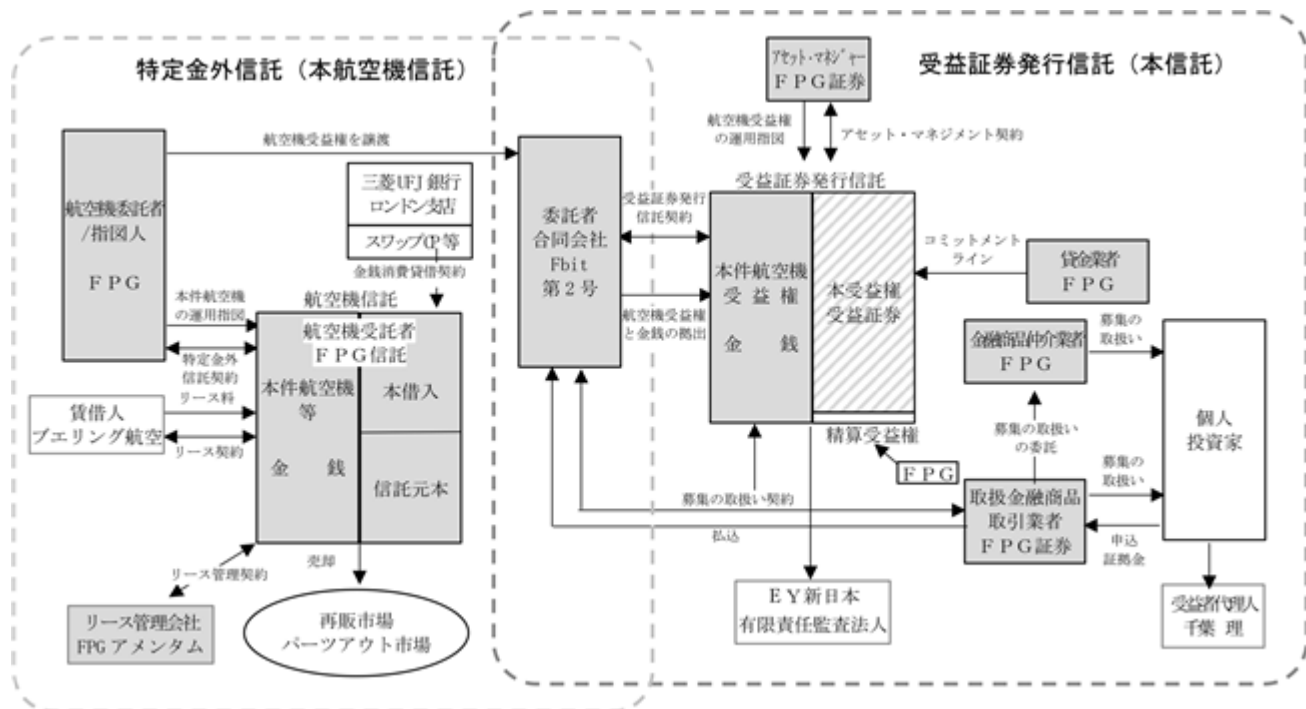 特定金外信託（本航空機信託）
受益証券発行信託（本信託）
アセット・マネジャー
ＦＰＧ証券
航空機受益権
の運用指図
アセット・マネジメント契約
航空機受益権を譲渡
航空機委託者
/指図人
ＦＰＧ
三菱UFJ銀行
ロンドン支店
スワップCP等
金銭消費貸借契約
委託者
合同会社
Fbit
第２号
受益証券発行
信託契約
航空機受益権
と金銭の拠出
受益証券発行信託
本件航空機
受益権
金　銭
本受益権
受益証券
精算受益権
ＦＰＧ
コミットメント
ライン
貸金業者
ＦＰＧ
本件航空機
の運用指図
特定金外
信託契約
航空機信託
航空機受託者
ＦＰＧ信託
本件航空機
等
金　銭
本借入
信託元本
賃借人
ブエリング航空
リース料
リース契約
金融商品仲介業者
ＦＰＧ
募集の
取扱い
個人
投資家
募集の取扱い
の委託
募集の
取扱い
取扱金融商品
取引業者
ＦＰＧ証券
申込
証拠金
募集の取扱い契約
払込
リース管理契約
リース管理会社
FPGアメンタム
売却
再販市場
パーツアウト市場
ＥＹ新日本
有限責任監査法人
受益者代理人
千葉 理